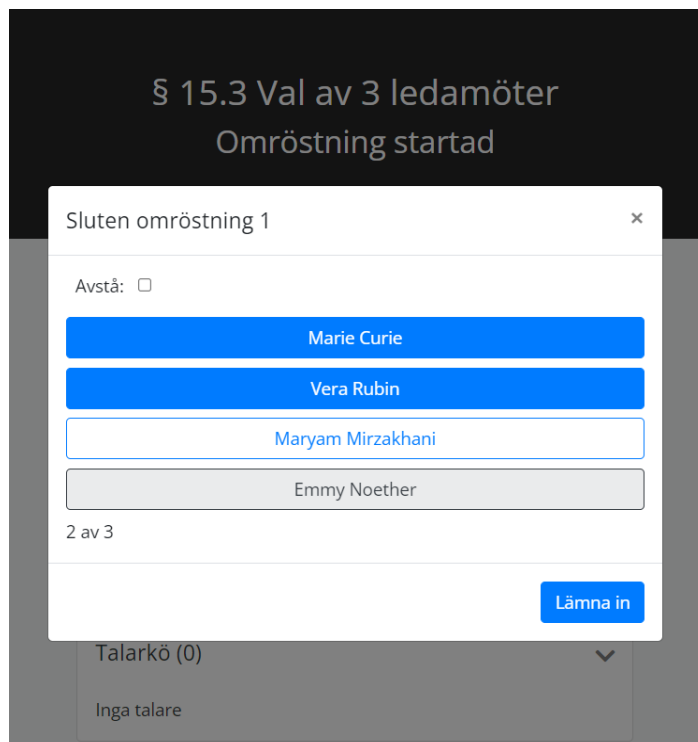 § 15.3 Val av 3 ledamöter
Omröstning startad
Sluten omröstning 1
×
Avstå:
Marie Curie
Vera Rubin
Maryam Mirzakhani
Emmy Noether
2 av 3
Lämna in
Talarkö (0)
Inga talare